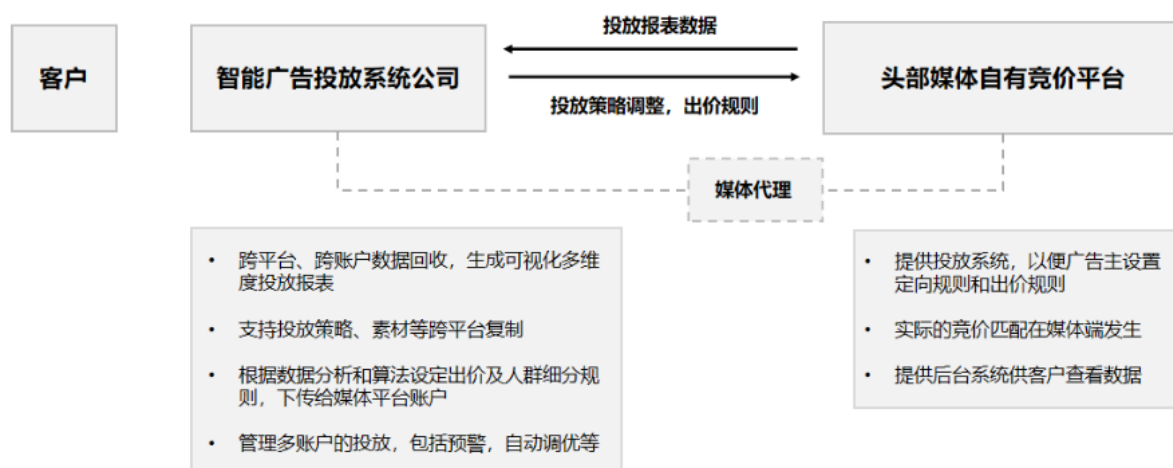 投放报表数据
客户
智能广告投放系统公司
头部媒体自有竞价平台
投放策略调整，出价规则
媒体代理
• 跨平台、跨账户数据回收，生成可视化多维
度投放报表
• 支持投放策略、素材等跨平台复制
• 根据数据分析和算法设定出价及人群细分规
则，下传给媒体平台账户
• 管理多账户的投放，包括预警，自动调优等
• 提供投放系统，以便广告主设置
定向规则和出价规则
• 实际的竞价匹配在媒体端发生
• 提供后台系统供客户查看数据